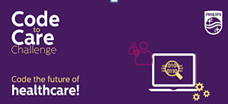 Code
to
Care
Challenge
PHILIPS
Code the future of
healthcare!